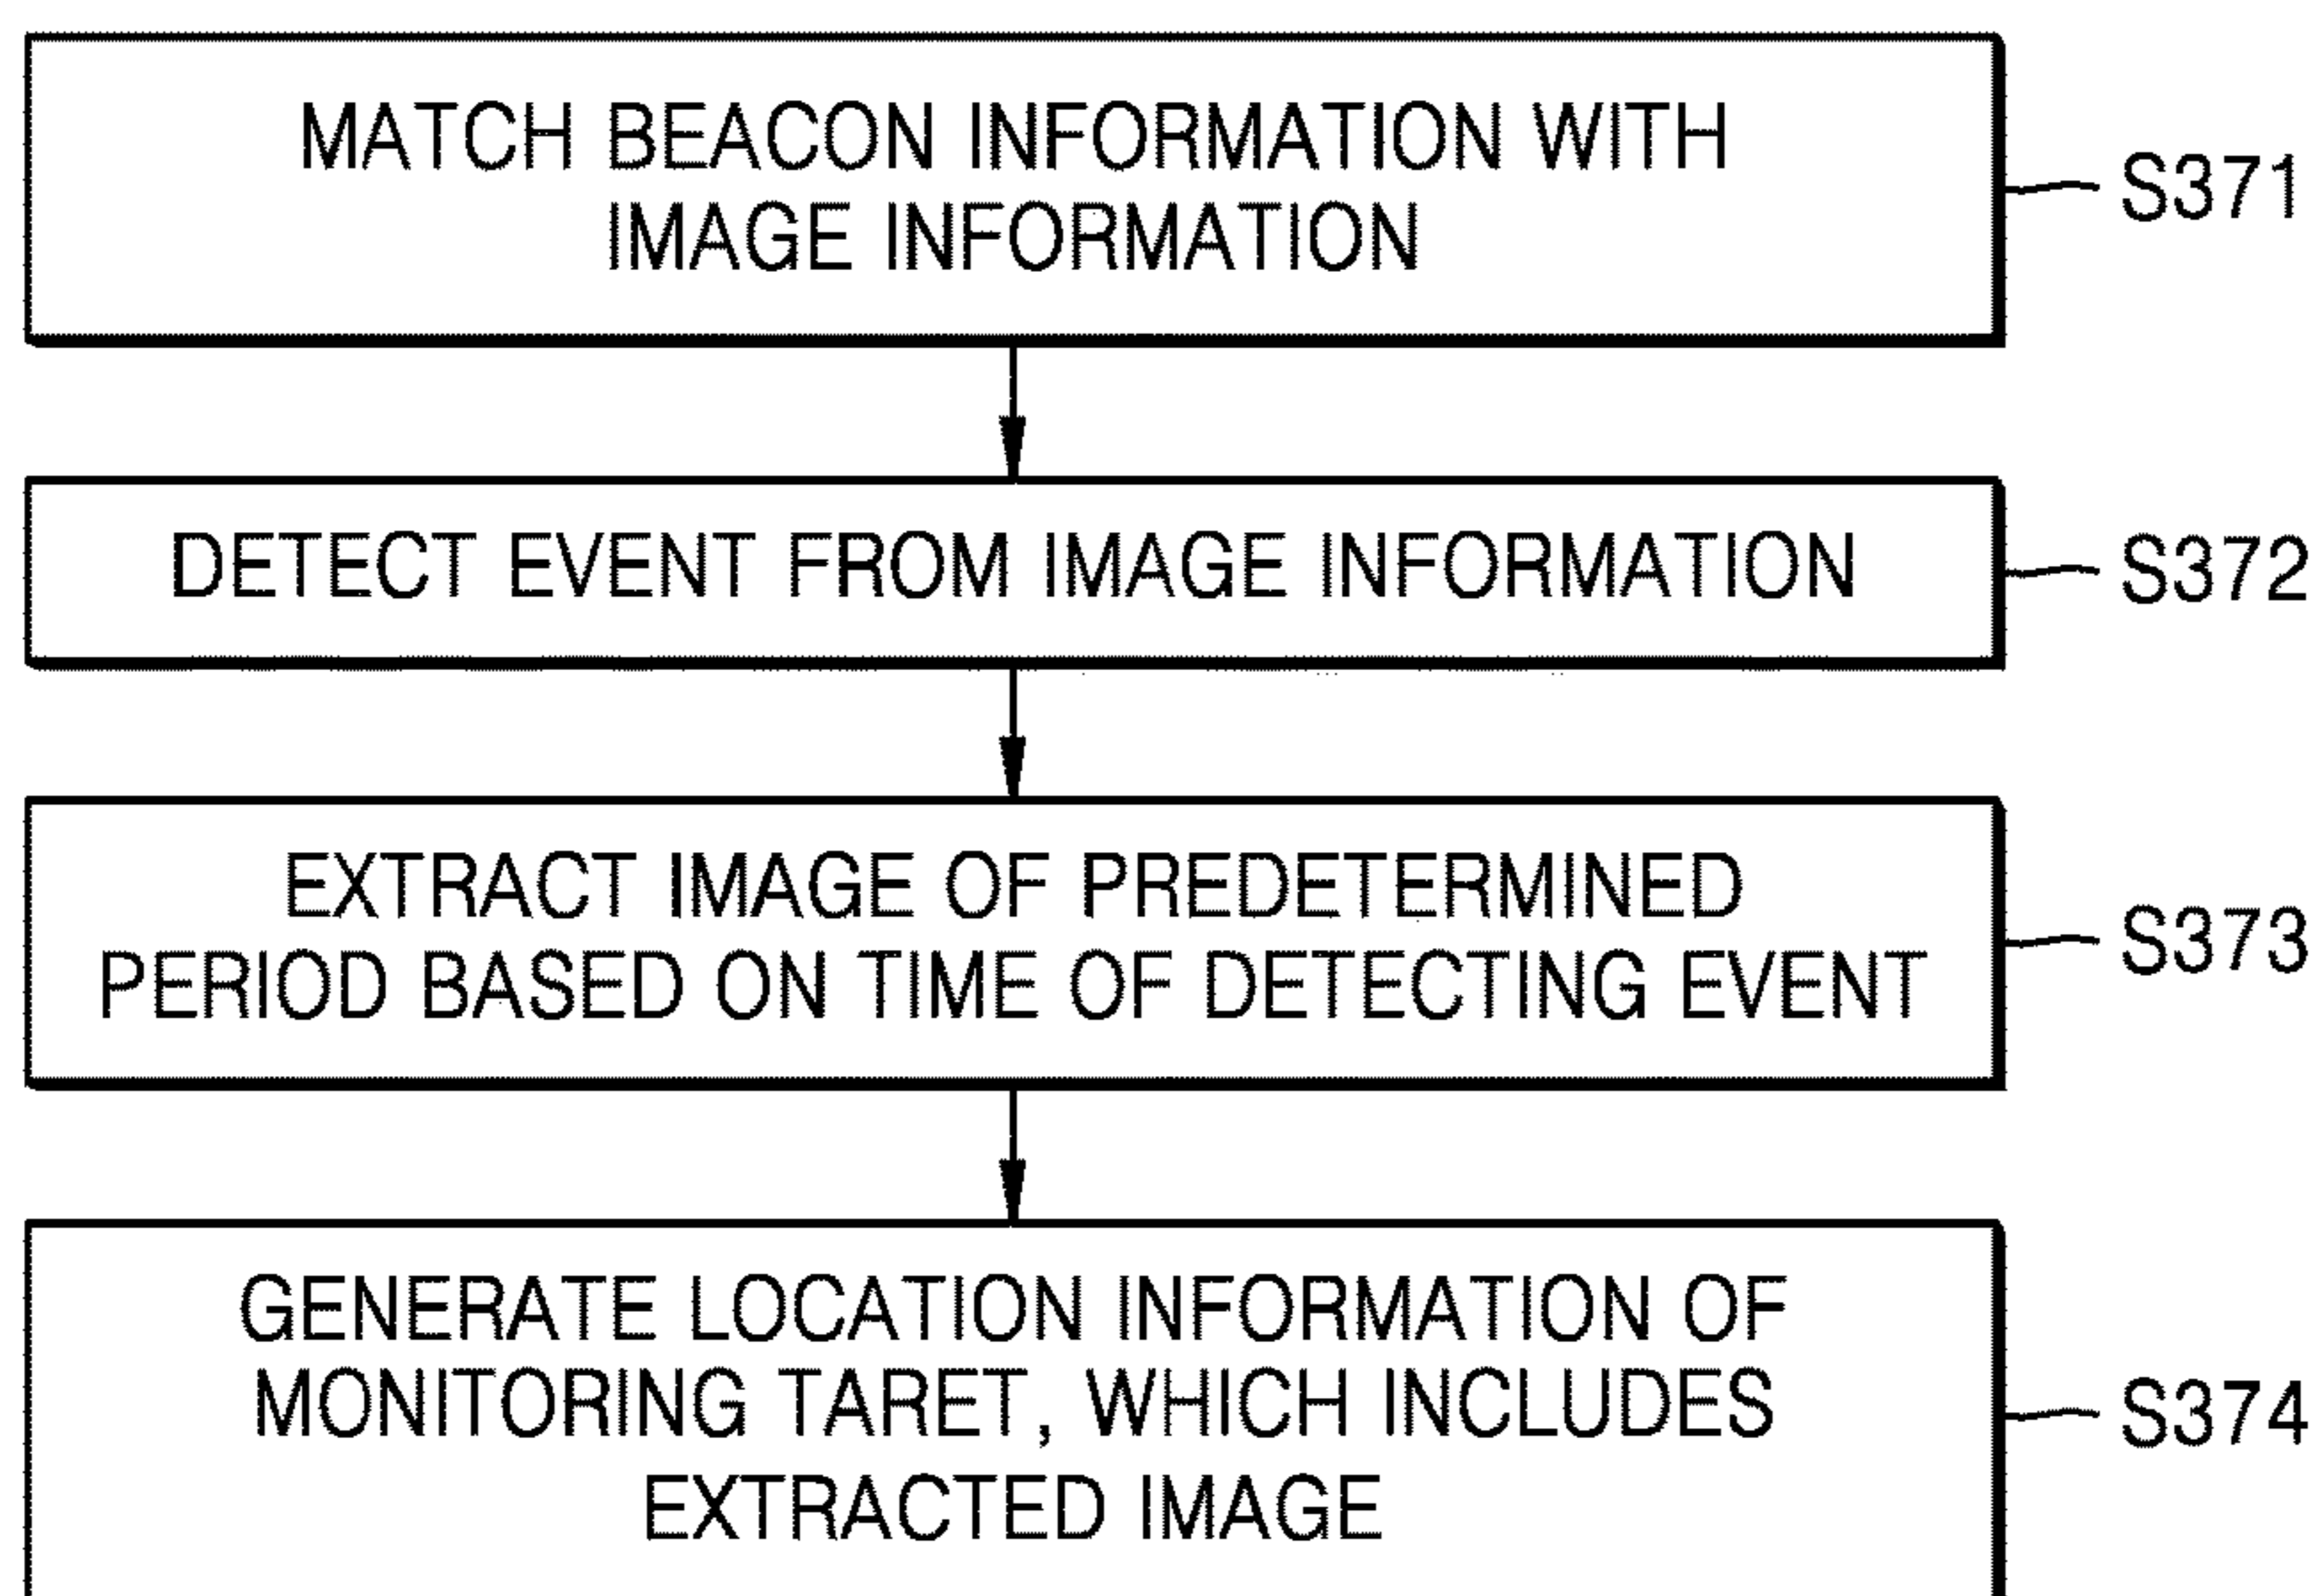 MATCH BEACON INFORMATION WITH
IMAGE INFORMATION
S371
DETECT EVENT FROM IMAGE INFORMATION
S372
EXTRACT IMAGE OF PREDETERMINED
PERIOD BASED ON TIME OF DETECTING EVENT
S373
GENERATE LOCATION INFORMATION OF
MONITORING TARET, WHICH INCLUDES
EXTRACTED IMAGE
S374